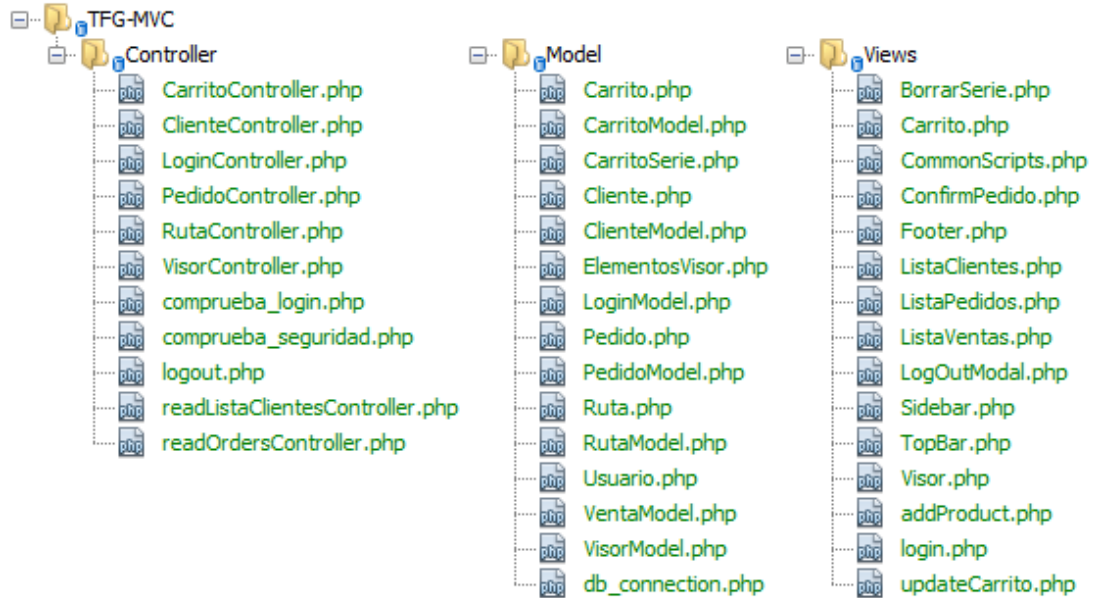 TFG-MVC
Controller
CarritoController.php
ClienteController.php
LoginController.php
PedidoController.php
RutaController.php
VisorController.php
comprueba_login.php
comprueba_seguridad.php
logout.php
readListaClientesController.php
readOrdersController.php
Model
Carrito.php
CarritoModel.php
CarritoSerie.php
Cliente.php
ClienteModel.php
ElementosVisor.php
LoginModel.php
Pedido.php
PedidoModel.php
Ruta.php
RutaModel.php
Usuario.php
VentaModel.php
VisorModel.php
db_connection.php
Views
BorrarSerie.php
Carrito.php
CommonScripts.php
ConfirmPedido.php
Footer.php
ListaClientes.php
ListaPedidos.php
ListaVentas.php
LogOutModal.php
Sidebar.php
TopBar.php
Visor.php
addProduct.php
login.php
updateCarrito.php